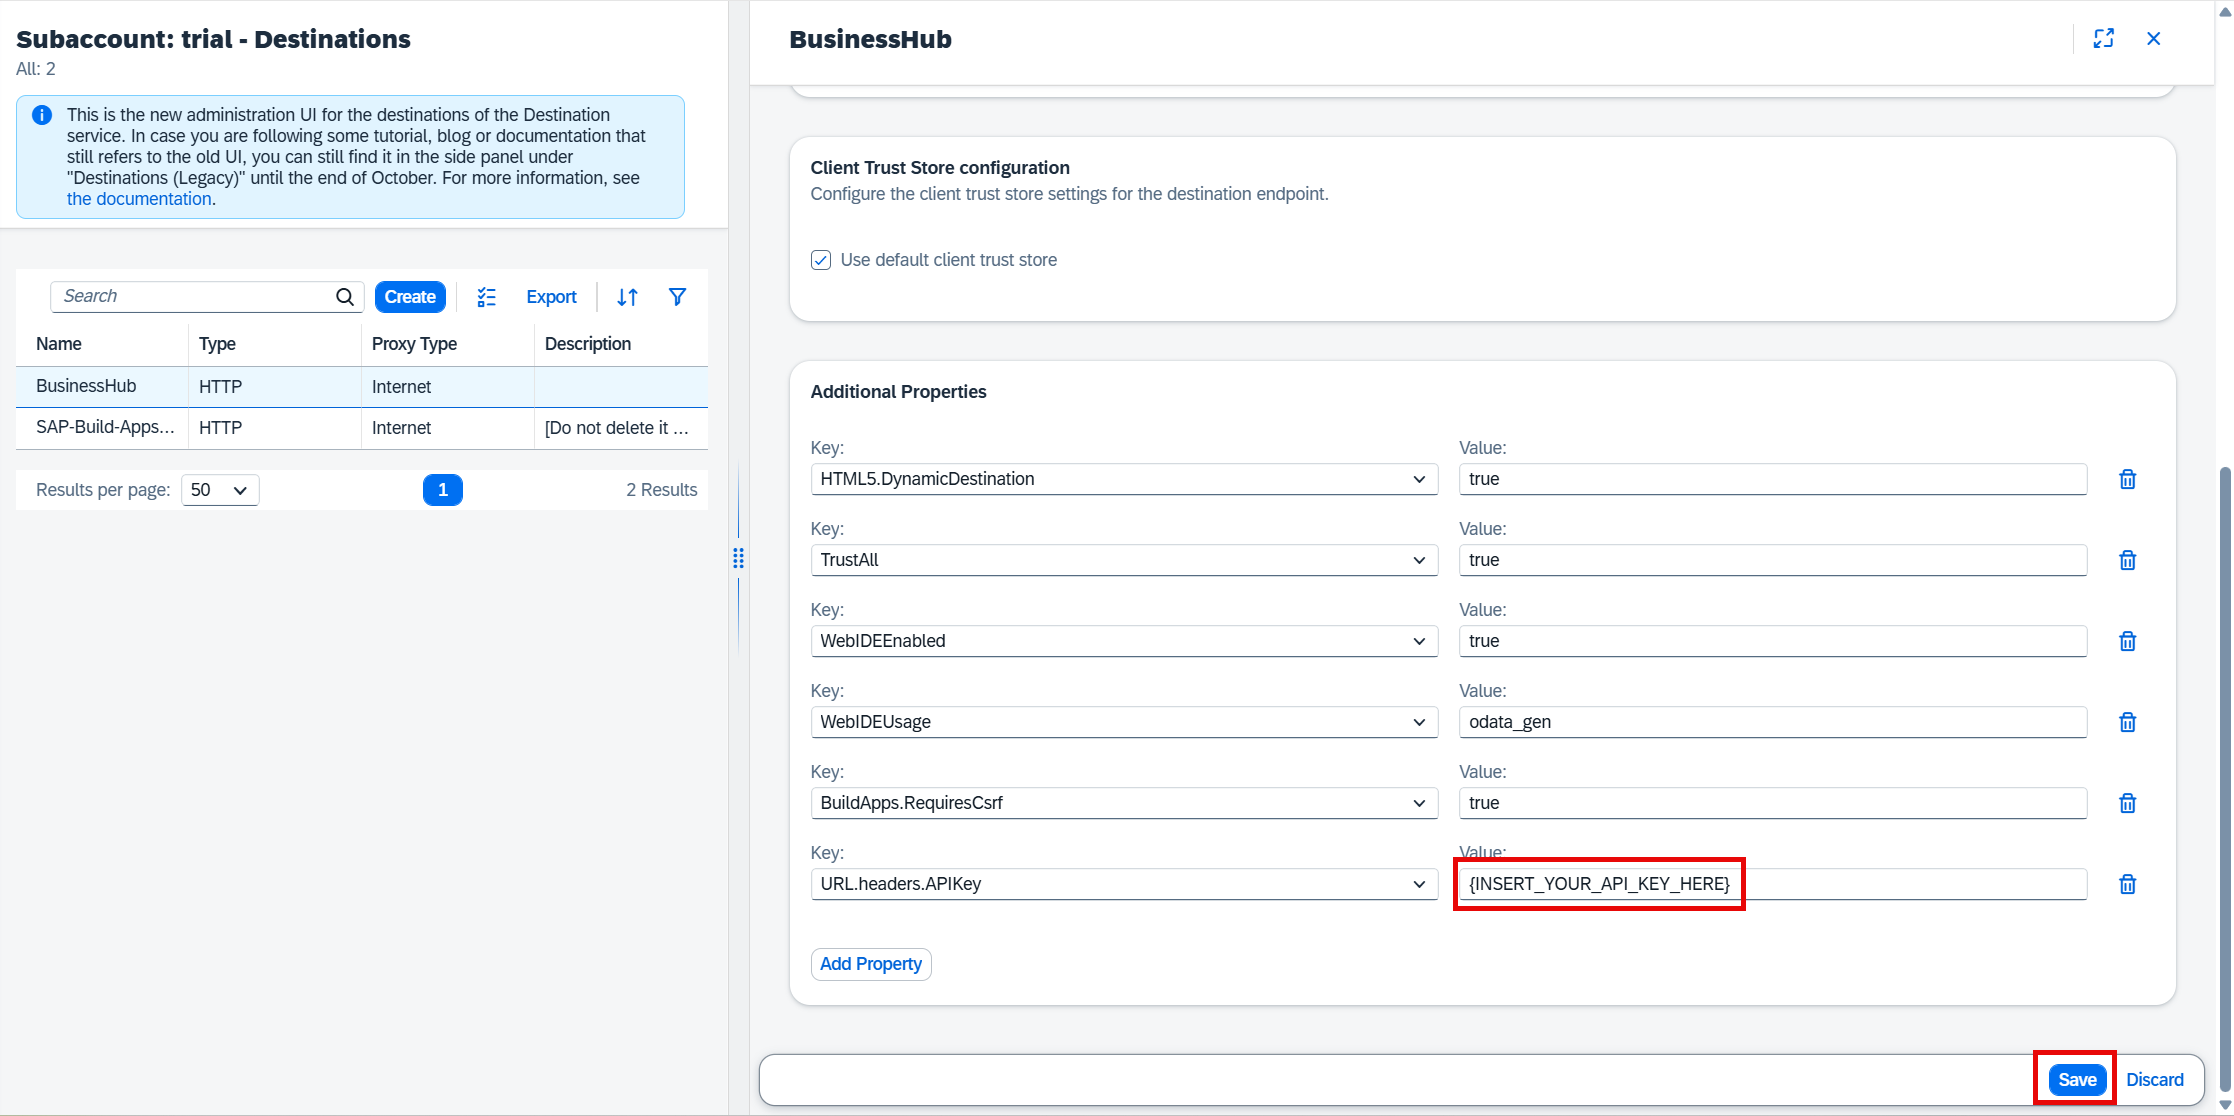 Subaccount: trial - Destinations
All: 2
This is the new administration UI for the destinations of the Destination
service. In case you are following some tutorial, blog or documentation that
still refers to the old UI, you can still find it in the side panel under
"Destinations (Legacy)" until the end of October. For more information, see
the documentation.
Search
Create
Export
Name Type Proxy Type Description
BusinessHub HTTP Internet
SAP-Build-Apps... HTTP Internet [Do not delete it ...
Results per page: 50 1 2 Results
BusinessHub
Client Trust Store configuration
Configure the client trust store settings for the destination endpoint.
Use default client trust store
Additional Properties
Key: Value:
HTML5.DynamicDestination true
Key: Value:
TrustAll true
Key: Value:
WebIDEEnabled true
Key: Value:
WebIDEUsage odata_gen
Key: Value:
BuildApps.RequiresCsrf true
Key: Value:
URL.headers.APIKey {INSERT_YOUR_API_KEY_HERE}
Add Property
Save Discard